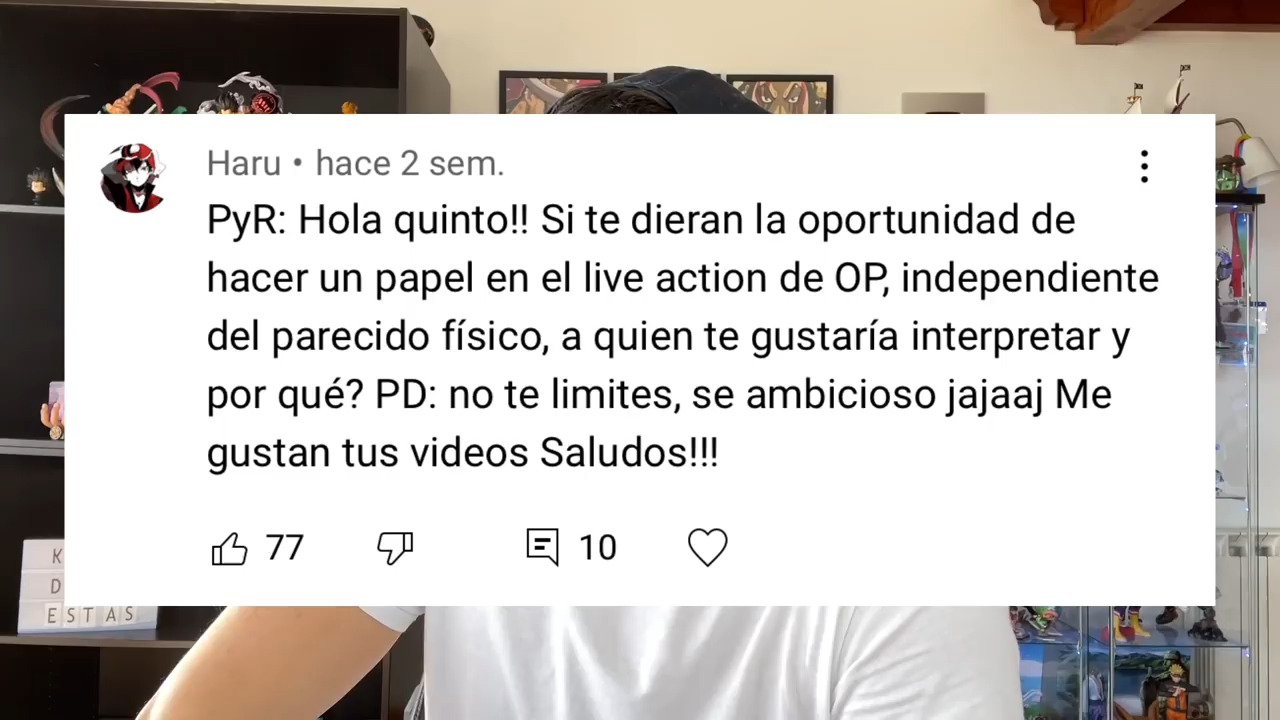 Haru • hace 2 sem.
PyR: Hola quinto!! Si te dieran la oportunidad de
hacer un papel en el live action de OP, independiente
del parecido físico, a quien te gustaría interpretar y
por qué? PD: no te limites, se ambicioso jajaaj Me
gustan tus videos Saludos!!!
77 10
K
D
ESTAS